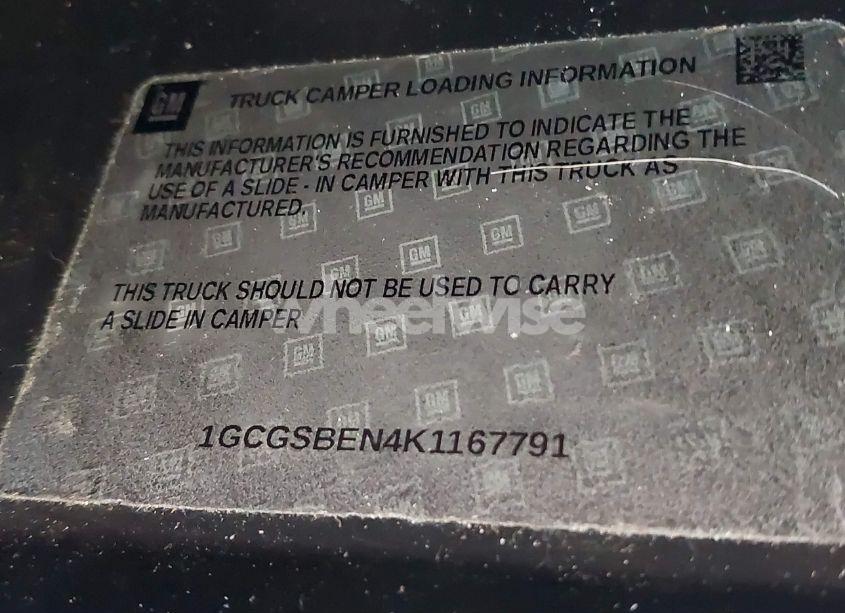 GM
TRUCK CAMPER LOADING INFORMATION
THIS INFORMATION IS FURNISHED TO INDICATE THE
MANUFACTURER'S RECOMMENDATION REGARDING THE
USE OF A SLIDE - IN CAMPER WITH THIS TRUCK AS
MANUFACTURED.
THIS TRUCK SHOULD NOT BE USED TO CARRY
A SLIDE IN CAMPER
wheelwise
1GCGSBEN4K1167791